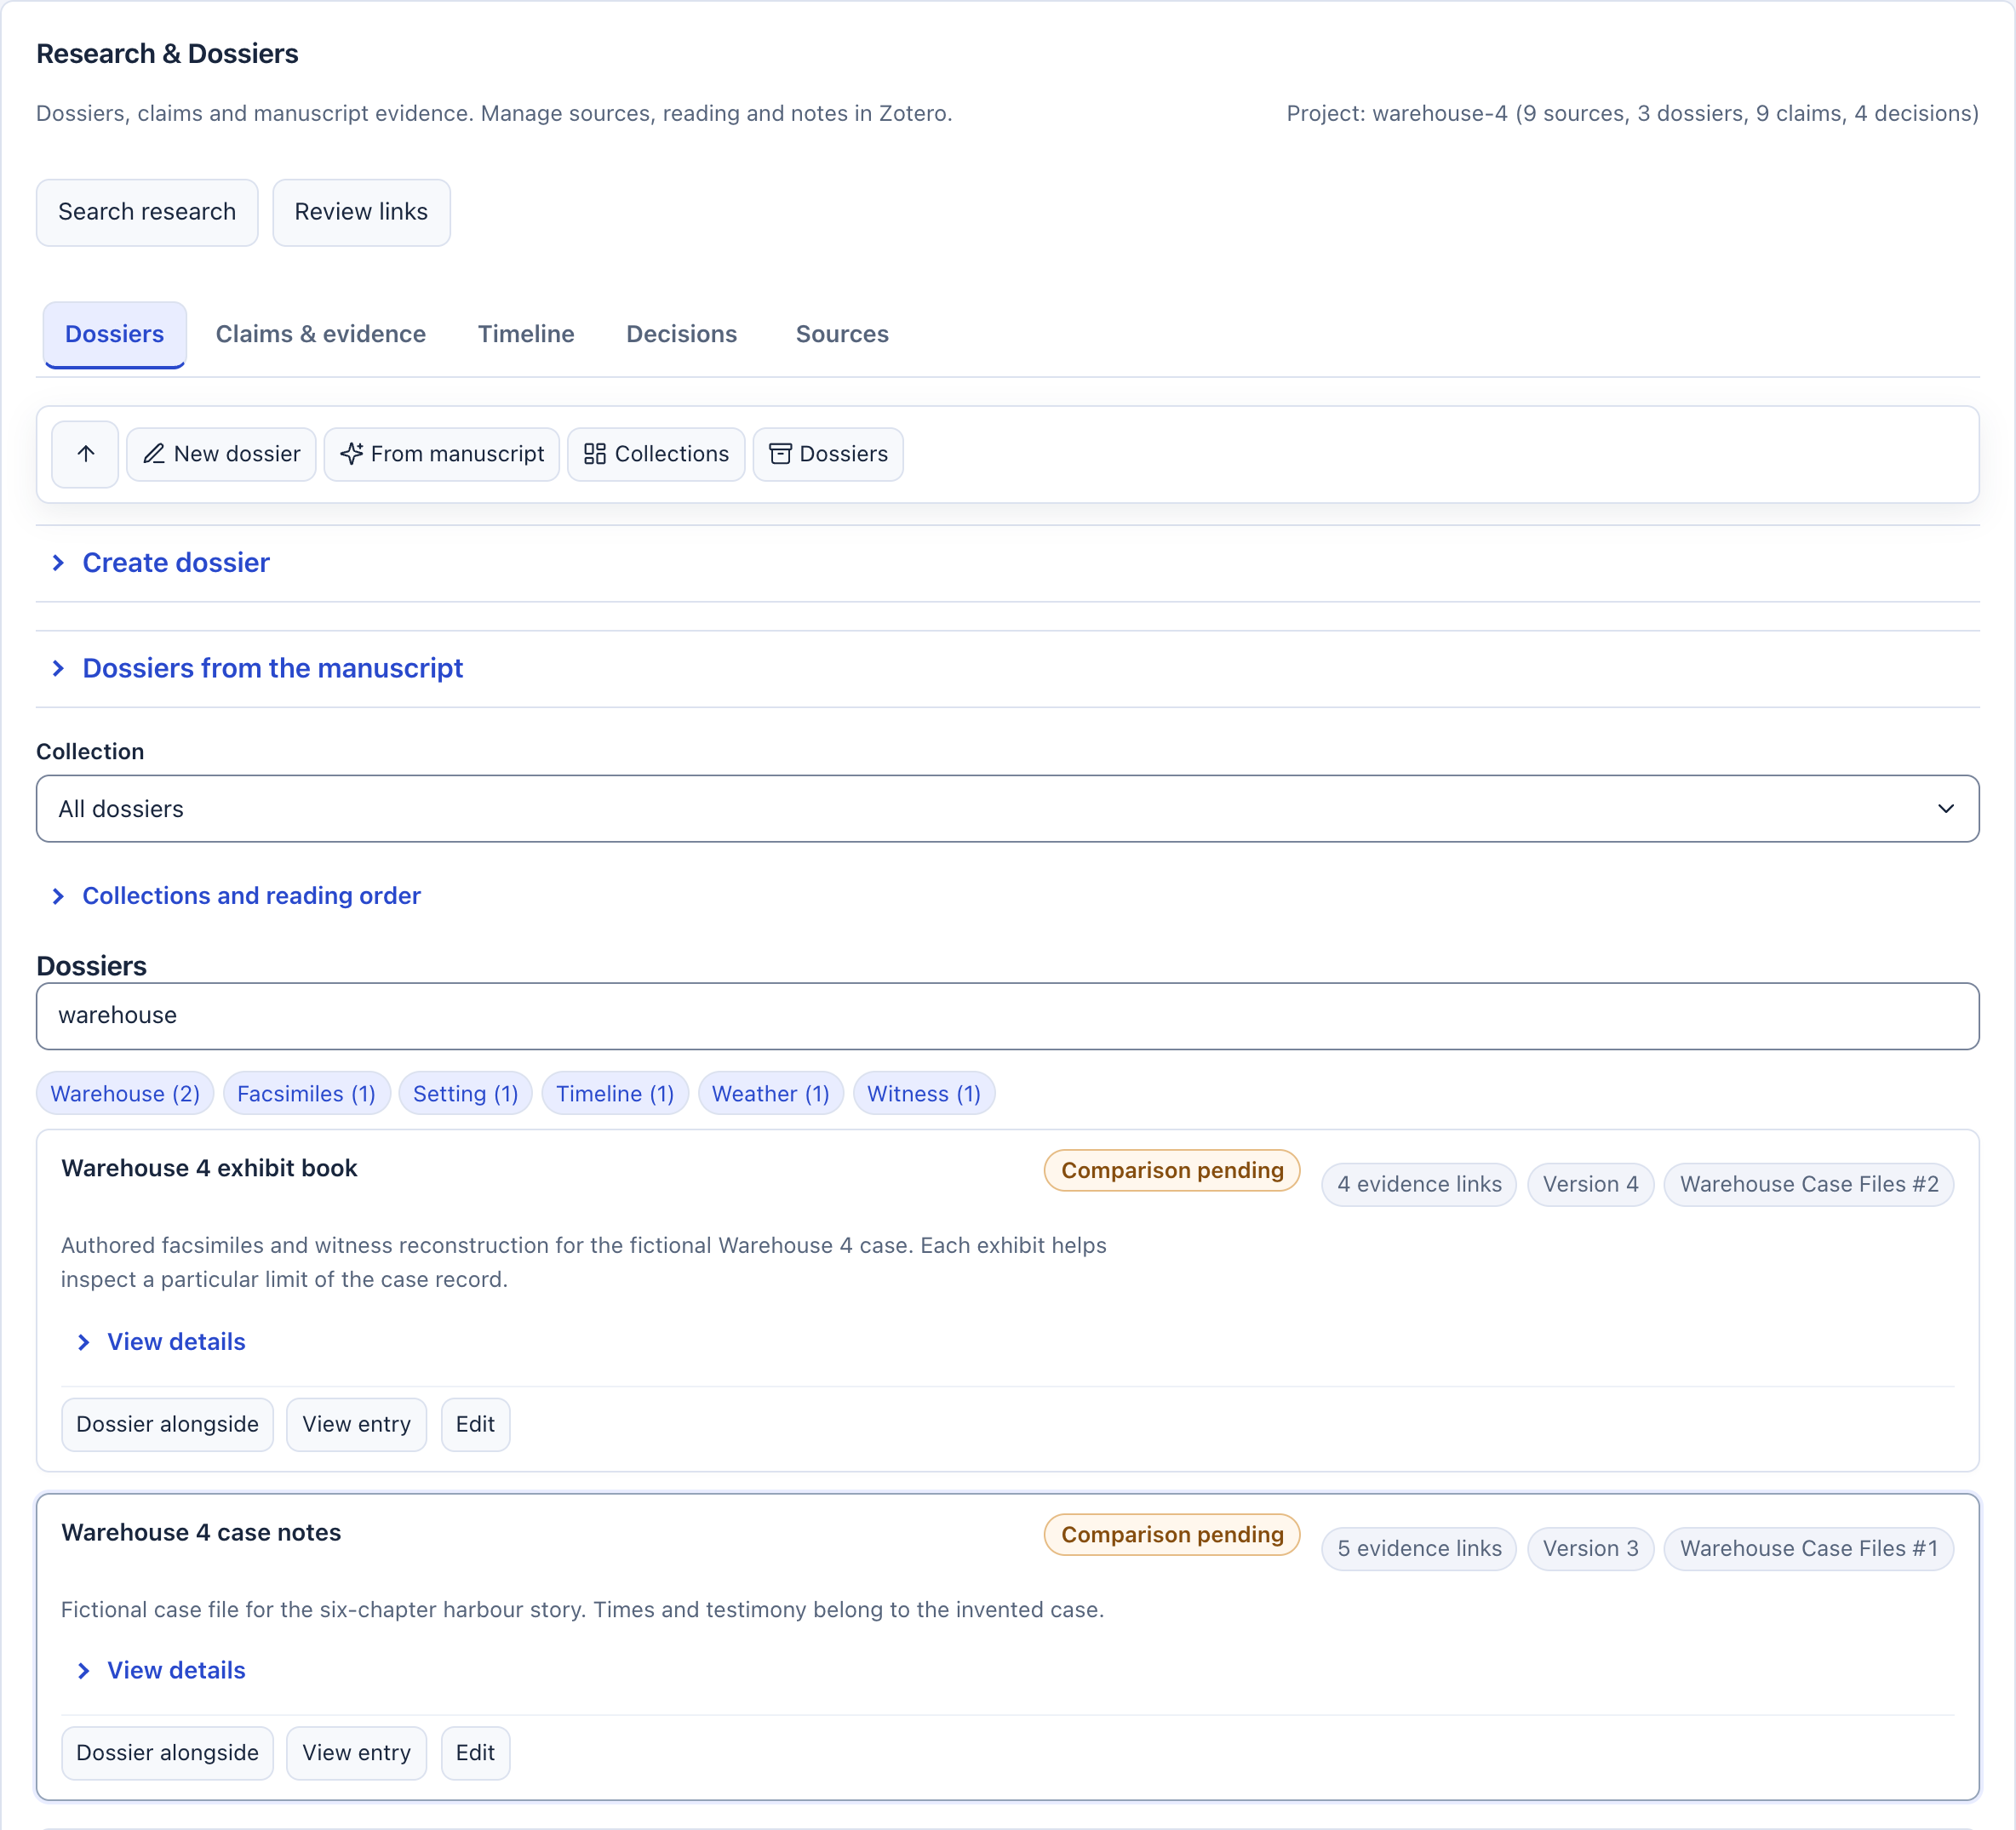 Research & Dossiers
Dossiers, claims and manuscript evidence. Manage sources, reading and notes in Zotero.
Project: warehouse-4 (9 sources, 3 dossiers, 9 claims, 4 decisions)
Search research
Review links
Dossiers
Claims & evidence
Timeline
Decisions
Sources
New dossier
From manuscript
Collections
Dossiers
Create dossier
Dossiers from the manuscript
Collection
All dossiers
Collections and reading order
Dossiers
warehouse
Warehouse (2)
Facsimiles (1)
Setting (1)
Timeline (1)
Weather (1)
Witness (1)
Warehouse 4 exhibit book
Comparison pending
4 evidence links
Version 4
Warehouse Case Files #2
Authored facsimiles and witness reconstruction for the fictional Warehouse 4 case. Each exhibit helps
inspect a particular limit of the case record.
View details
Dossier alongside
View entry
Edit
Warehouse 4 case notes
Comparison pending
5 evidence links
Version 3
Warehouse Case Files #1
Fictional case file for the six-chapter harbour story. Times and testimony belong to the invented case.
View details
Dossier alongside
View entry
Edit